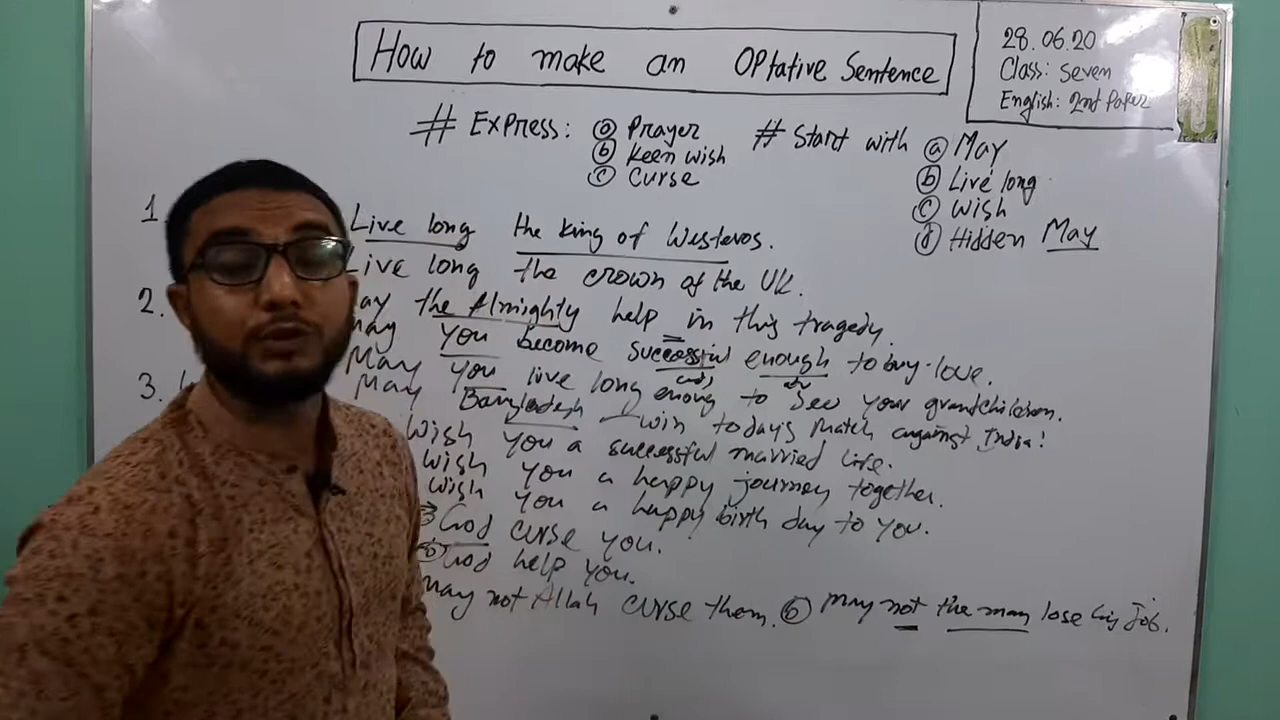 How to make an Optative Sentence
28.06.20
Class: Seven
English: 2nd Paper
# Express: (a) Prayer
(b) Keen wish
(c) Curse
# Start with (a) May
(b) Live long
(c) Wish
(d) Hidden May
1. Live long the King of Westeros.
Live long the crown of the UK.
2. May the Almighty help in this tragedy.
May you become successful enough to buy love.
May you live long enoug to see your grandchildren.
3. May Bangladesh win today's match against India!
Wish you a successful married life.
Wish you a happy journey together.
Wish you a happy birth day to you.
God curse you.
(b) God help you.
May not Allah curse them. (6) May not the man lose his job.